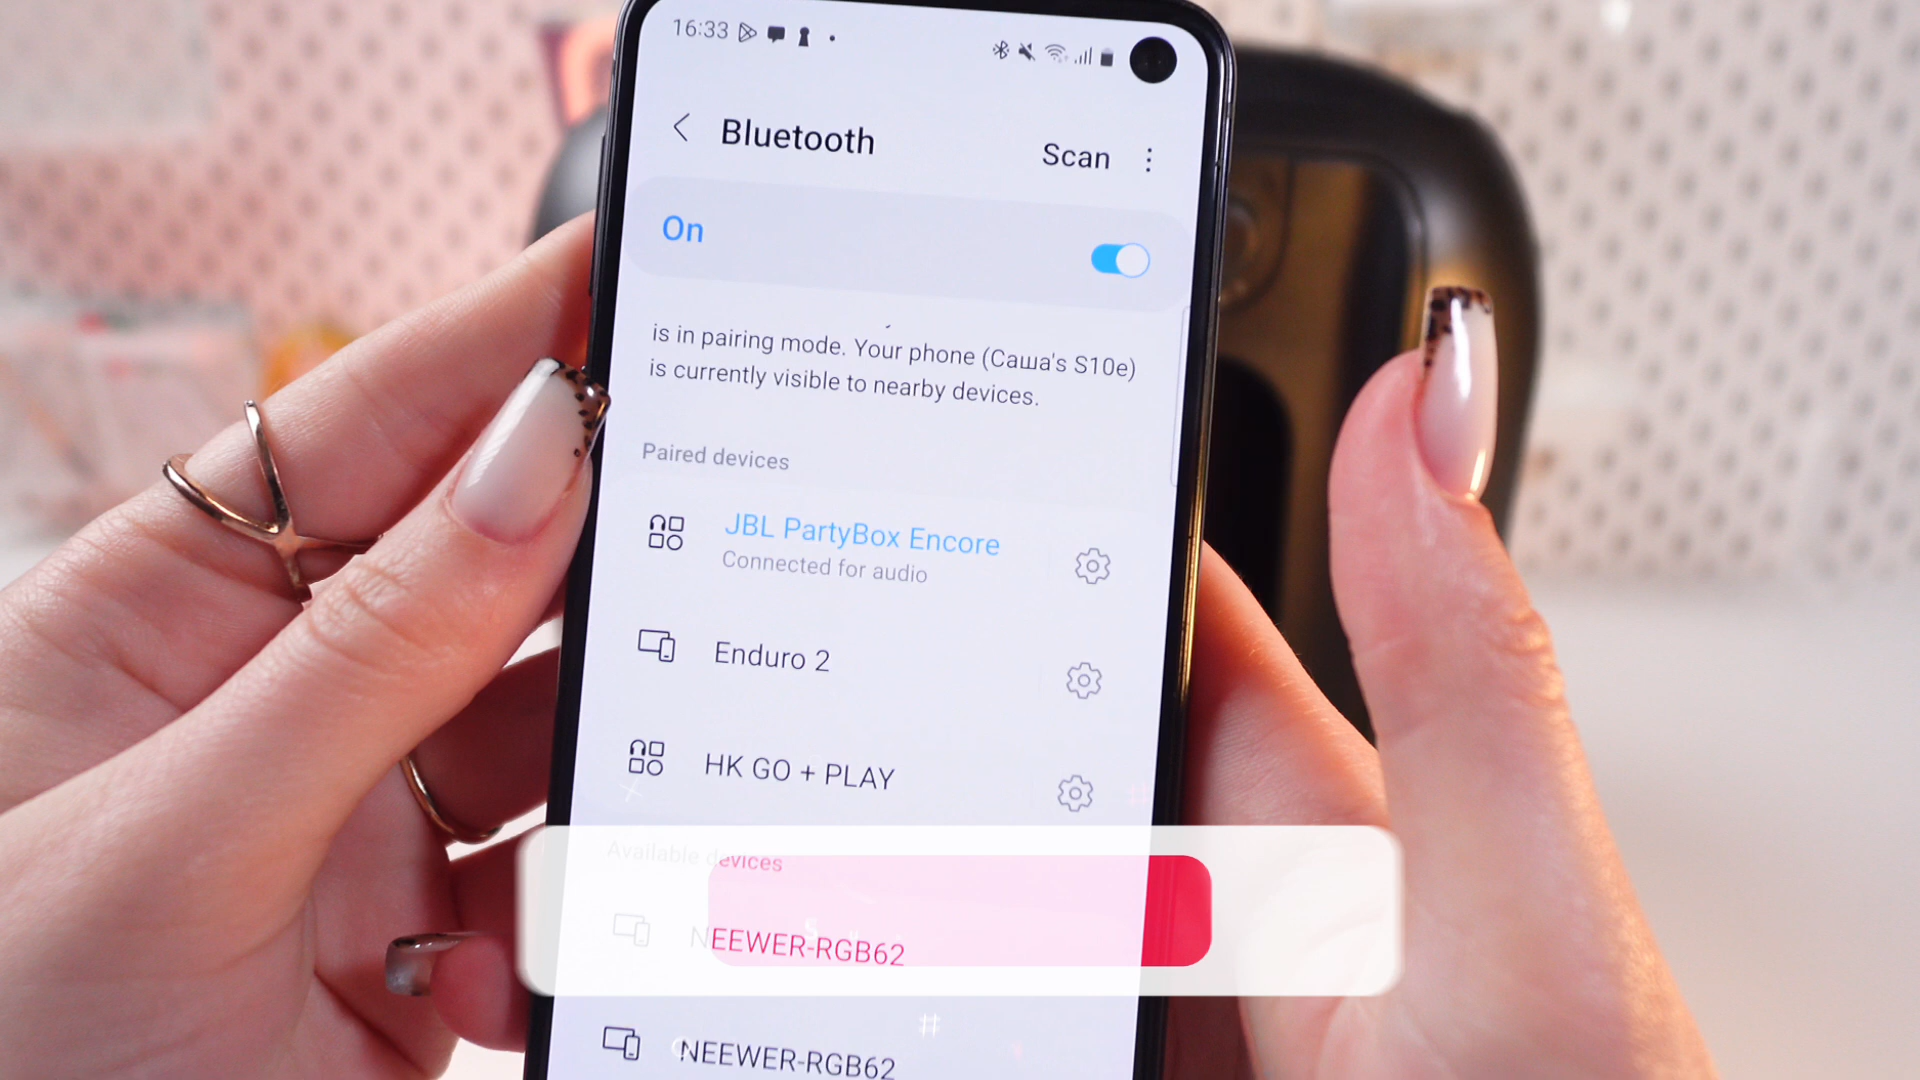 16:33
Bluetooth
Scan
On
is in pairing mode. Your phone (Саша's S10e)
is currently visible to nearby devices.
Paired devices
JBL PartyBox Encore
Connected for audio
Enduro 2
HK GO + PLAY
Available devices
NEEWER-RGB62
NEEWER-RGB62